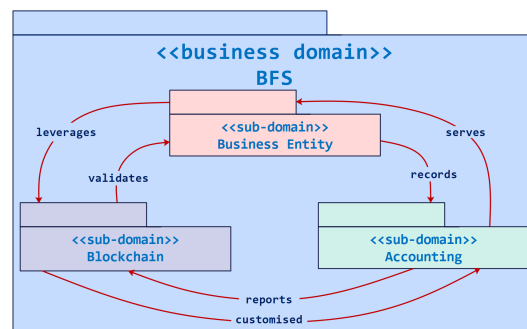 <<business domain>>
BFS
<<sub-domain>>
Business Entity
leverages
serves
validates
records
<<sub-domain>>
Blockchain
<<sub-domain>>
Accounting
reports
customised